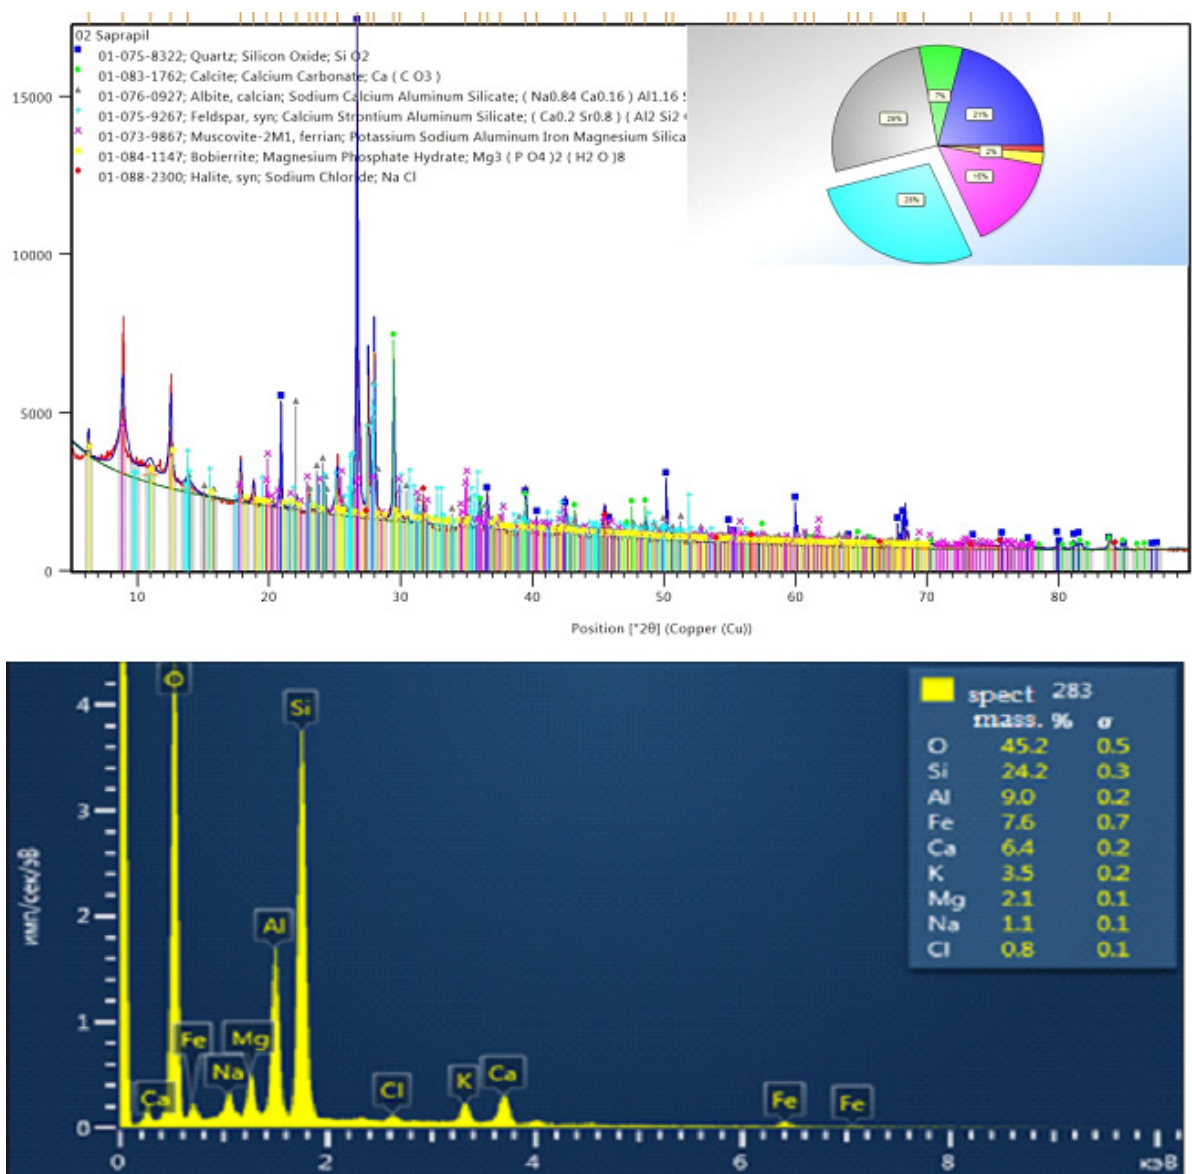 02 Saprapil
01-075-8322; Quartz; Silicon Oxide; Si O2
01-083-1762; Calcite; Calcium Carbonate; Ca ( C O3 )
01-076-0927; Albite, calcian; Sodium Calcium Aluminum Silicate; ( Na0.84 Ca0.16 ) Al1.16
01-075-9267; Feldspar, syn; Calcium Strontium Aluminum Silicate; ( Ca0.2 Sr0.8 ) ( Al2 Si2
01-073-9867; Muscovite-2M1, ferrian; Potassium Sodium Aluminum Iron Magnesium Silica
01-084-1147; Bobierrite; Magnesium Phosphate Hydrate; Mg3 ( P O4 )2 ( H2 O )8
01-088-2300; Halite, syn; Sodium Chloride; Na Cl
7%
21%
2%
15000
10000
5000
0
10 20 30 40 50 60 70 80
Position [°2θ] (Copper (Cu))
spect 283
mass. % σ
O 45.2 0.5
Si 24.2 0.3
Al 9.0 0.2
Fe 7.6 0.7
Ca 6.4 0.2
K 3.5 0.2
Mg 2.1 0.1
Na 1.1 0.1
Cl 0.8 0.1
O
Si
Al
Fe Mg
Na
Ca
Cl K Ca
Fe Fe
имп/сек/эВ
4
3
2
1
0
0 2 4 6 8 кэВ